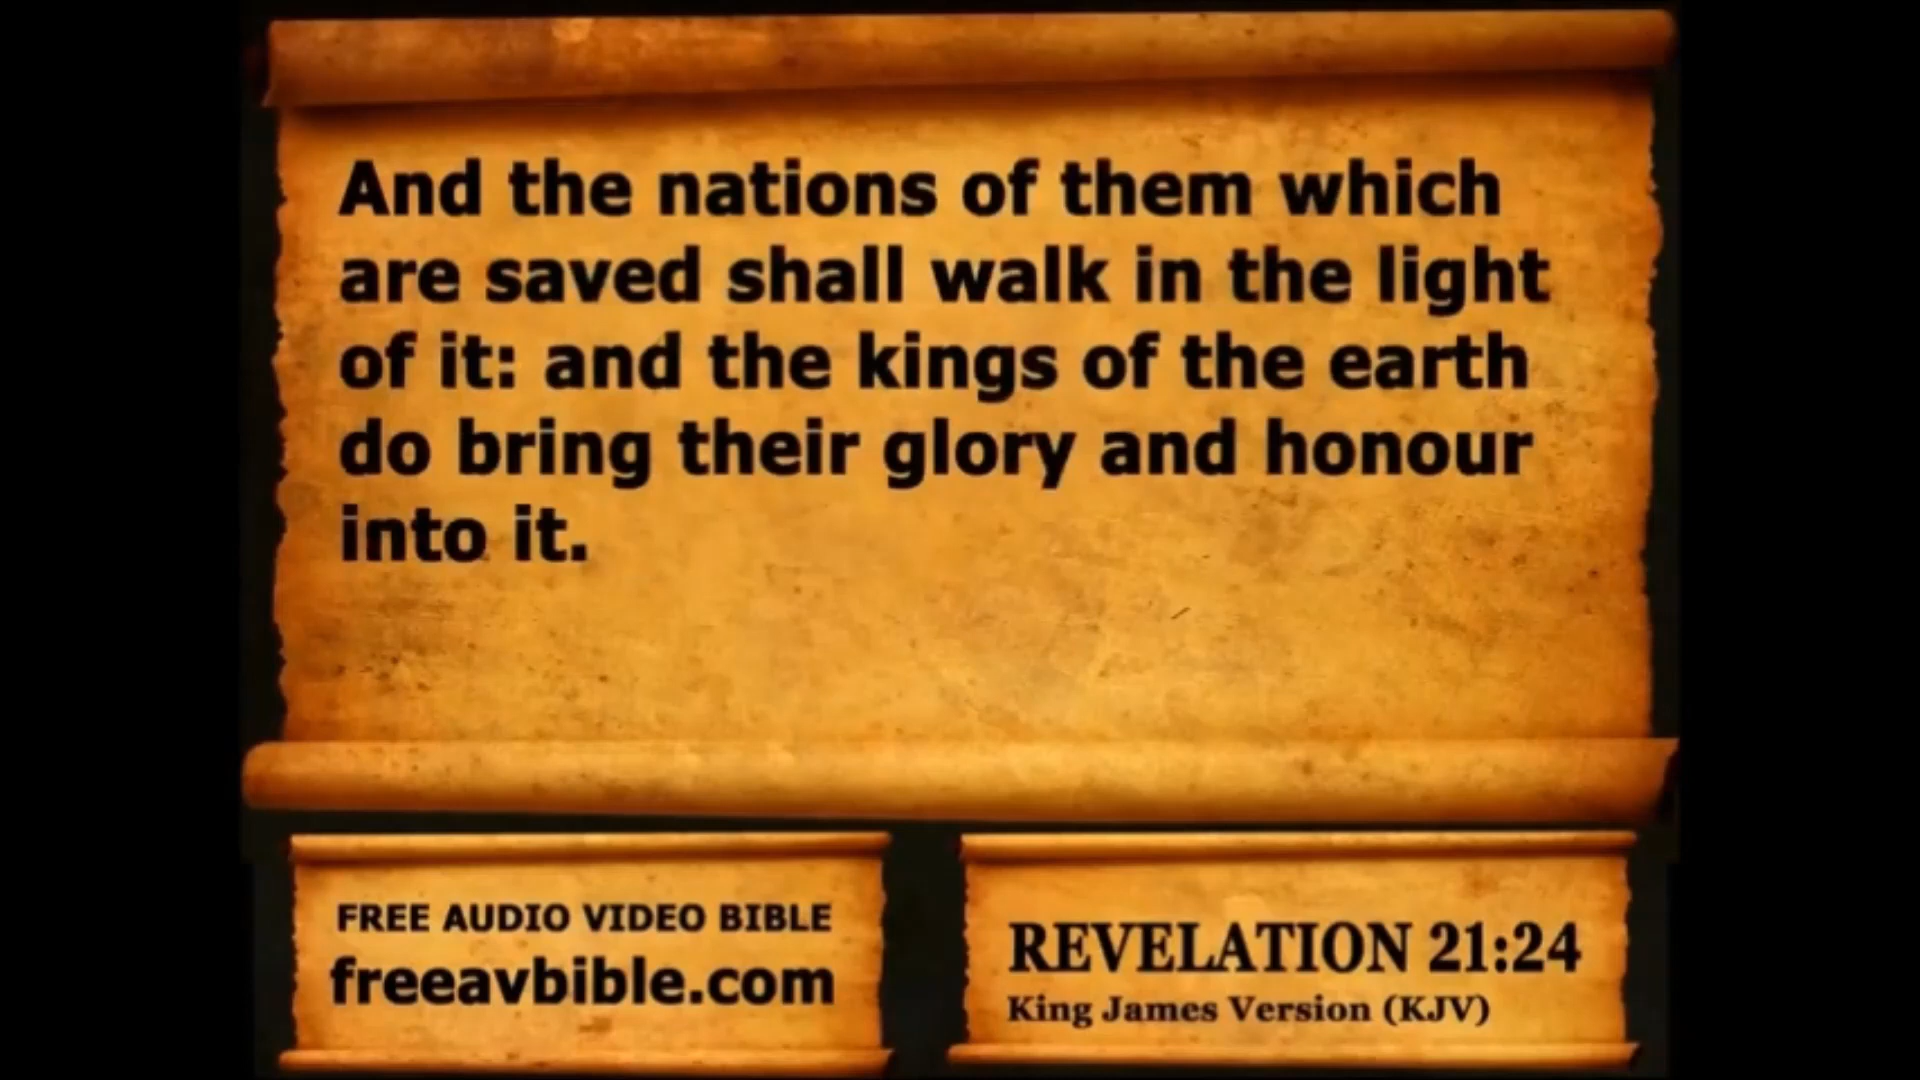 And the nations of them which
are saved shall walk in the light
of it: and the kings of the earth
do bring their glory and honour
into it.
FREE AUDIO VIDEO BIBLE
freeavbible.com
REVELATION 21:24
King James Version (KJV)